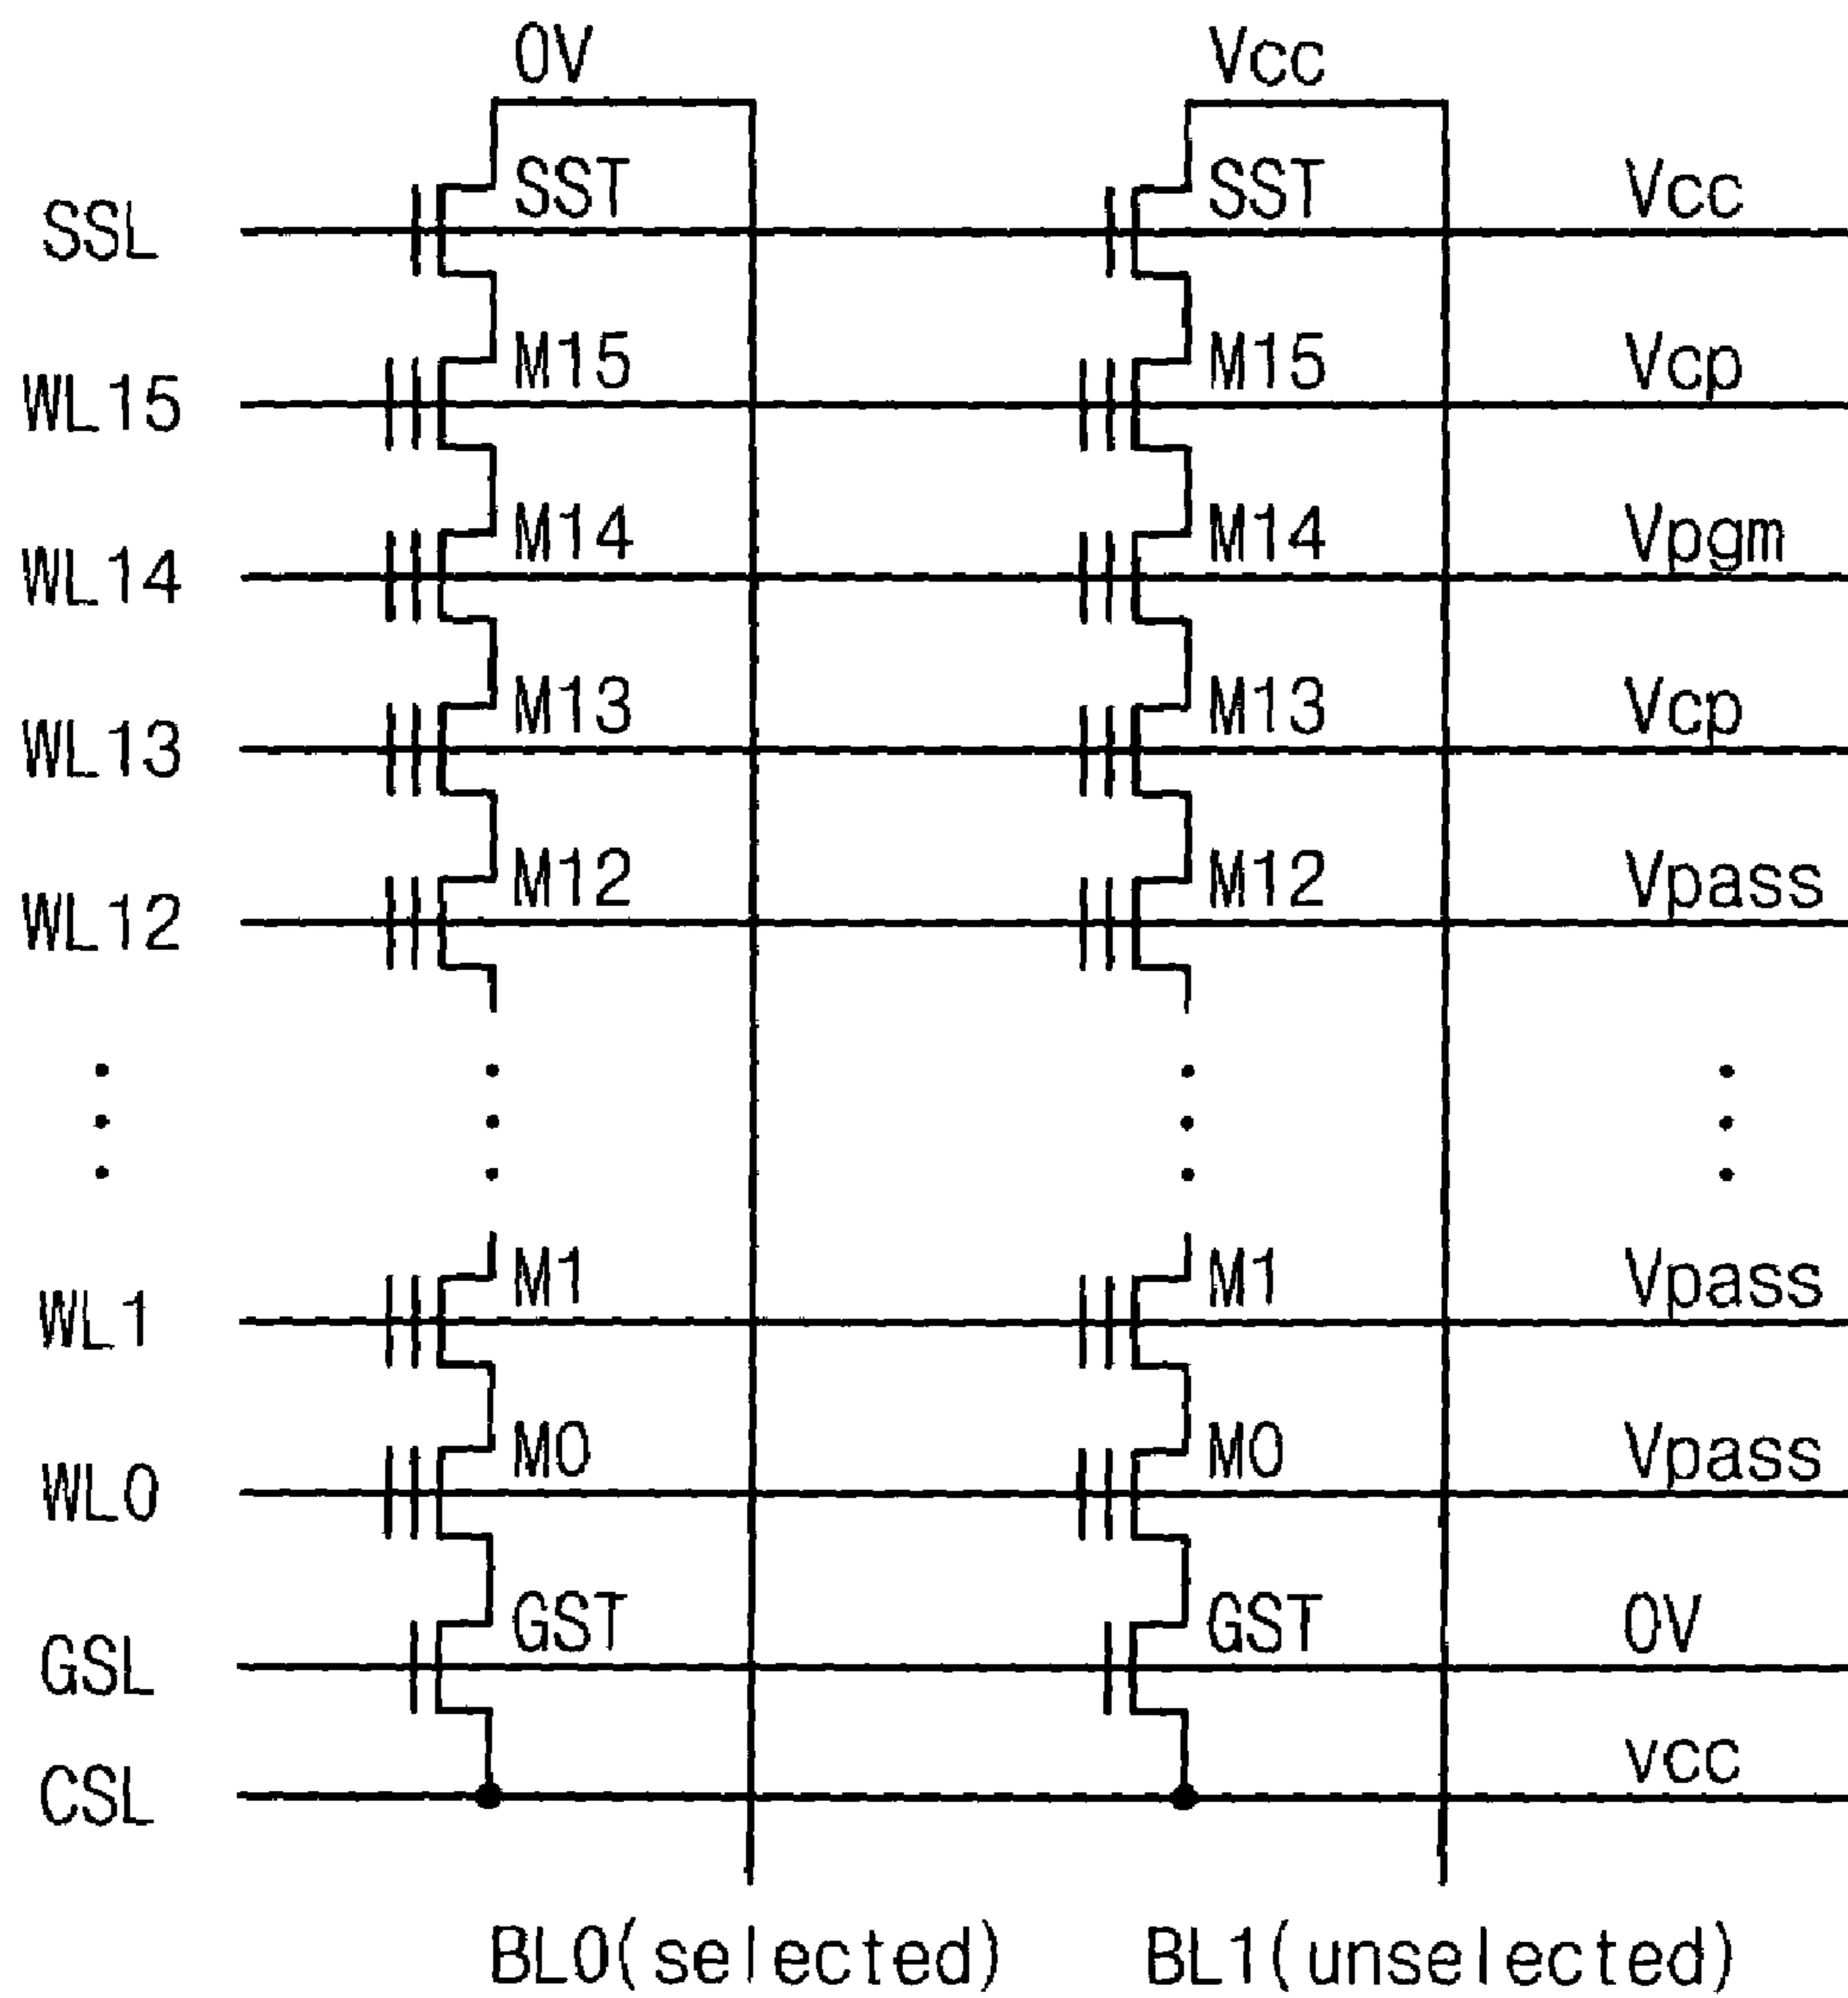 0V Vcc
SSL SST SST Vcc
WL15 M15 M15 Vcp
WL14 M14 M14 Vpgm
WL13 M13 M13 Vcp
WL12 M12 M12 Vpass
WL1 M1 M1 Vpass
WL0 M0 M0 Vpass
GSL GST GST 0V
CSL vcc
BL0(selected) BL1(unselected)